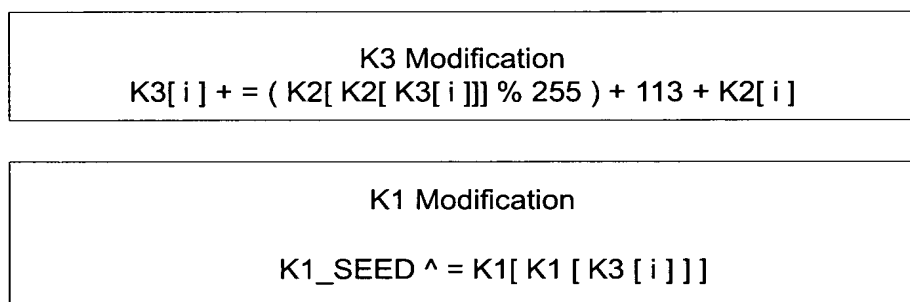 K3 Modification
K3[ i ] + = ( K2[ K2[ K3[ i ]]] % 255 ) + 113 + K2[ i ]
K1 Modification
K1_SEED ^ = K1[ K1 [ K3 [ i ] ] ]